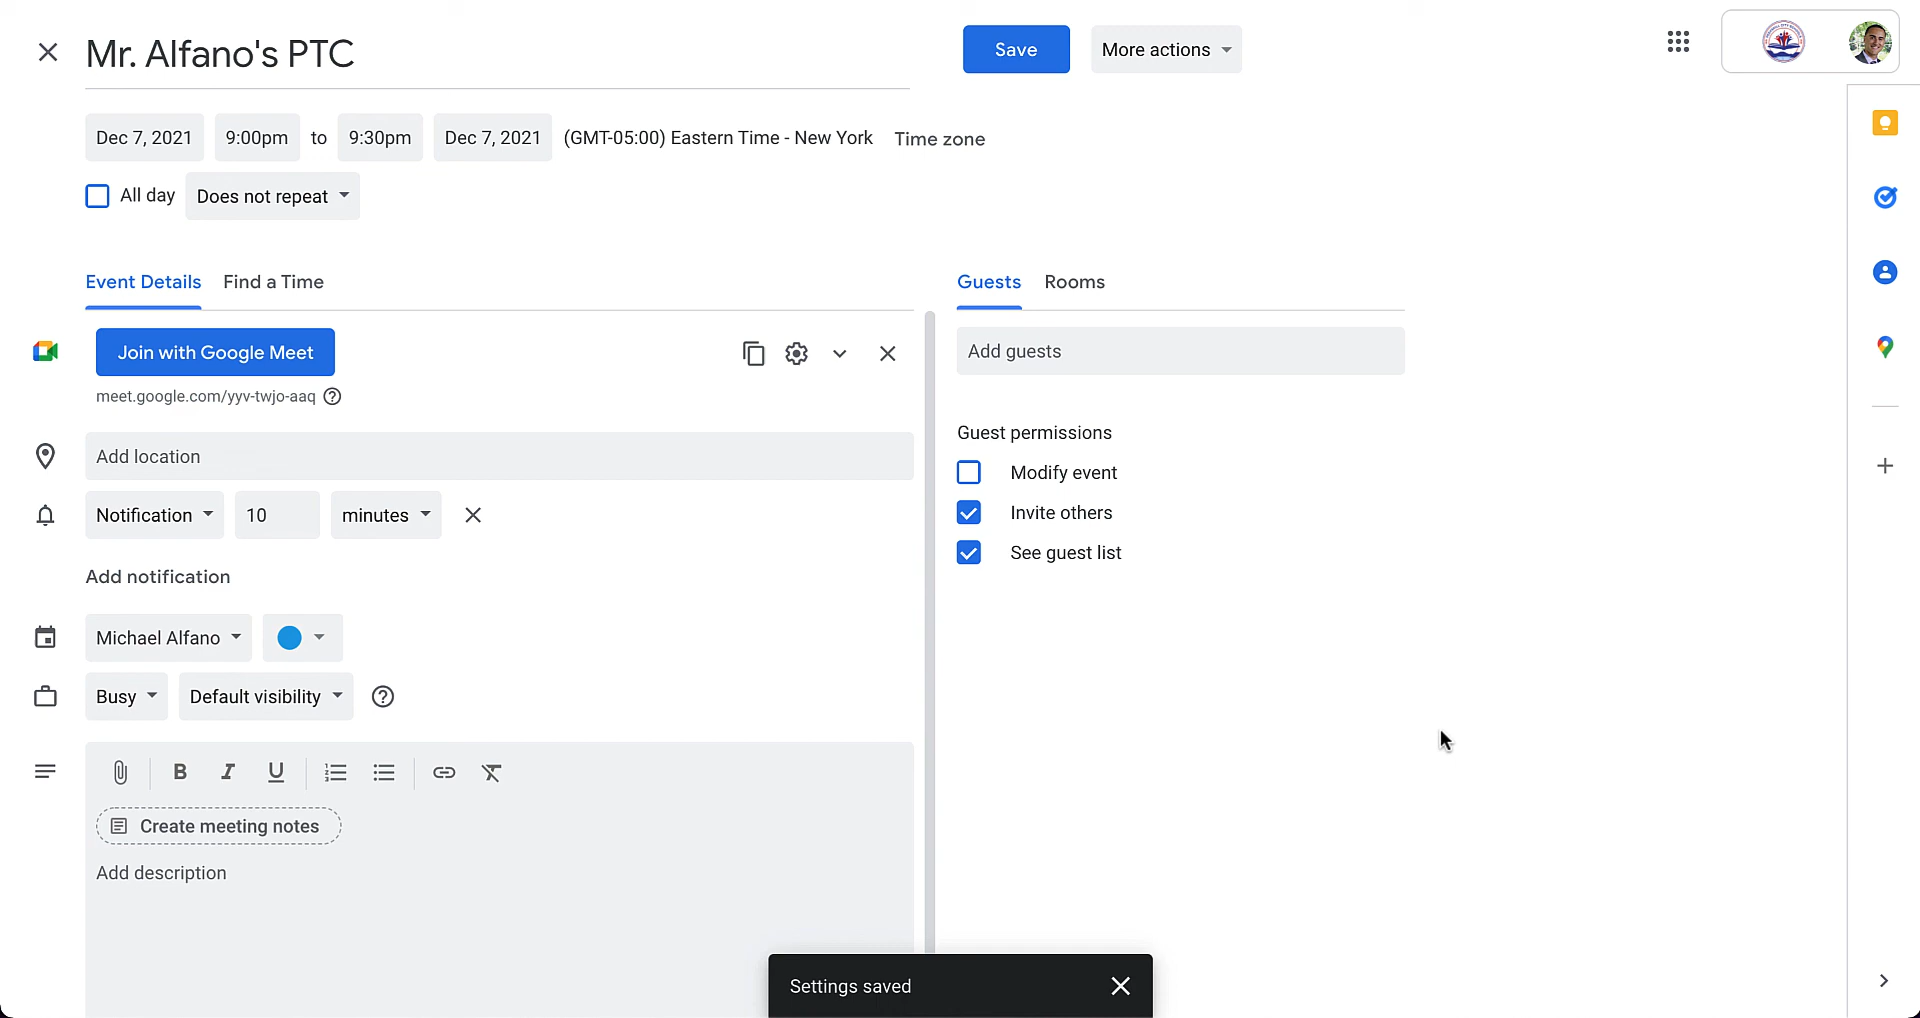 Mr. Alfano's PTC
Save
More actions
Dec 7, 2021 9:00pm to 9:30pm Dec 7, 2021 (GMT-05:00) Eastern Time - New York Time zone
All day Does not repeat
Event Details Find a Time
Guests Rooms
Join with Google Meet
meet.google.com/yyv-twjo-aaq
Add guests
Guest permissions
Modify event
Invite others
See guest list
Add location
Notification 10 minutes
Add notification
Michael Alfano
Busy Default visibility
B I U
Create meeting notes
Add description
Settings saved